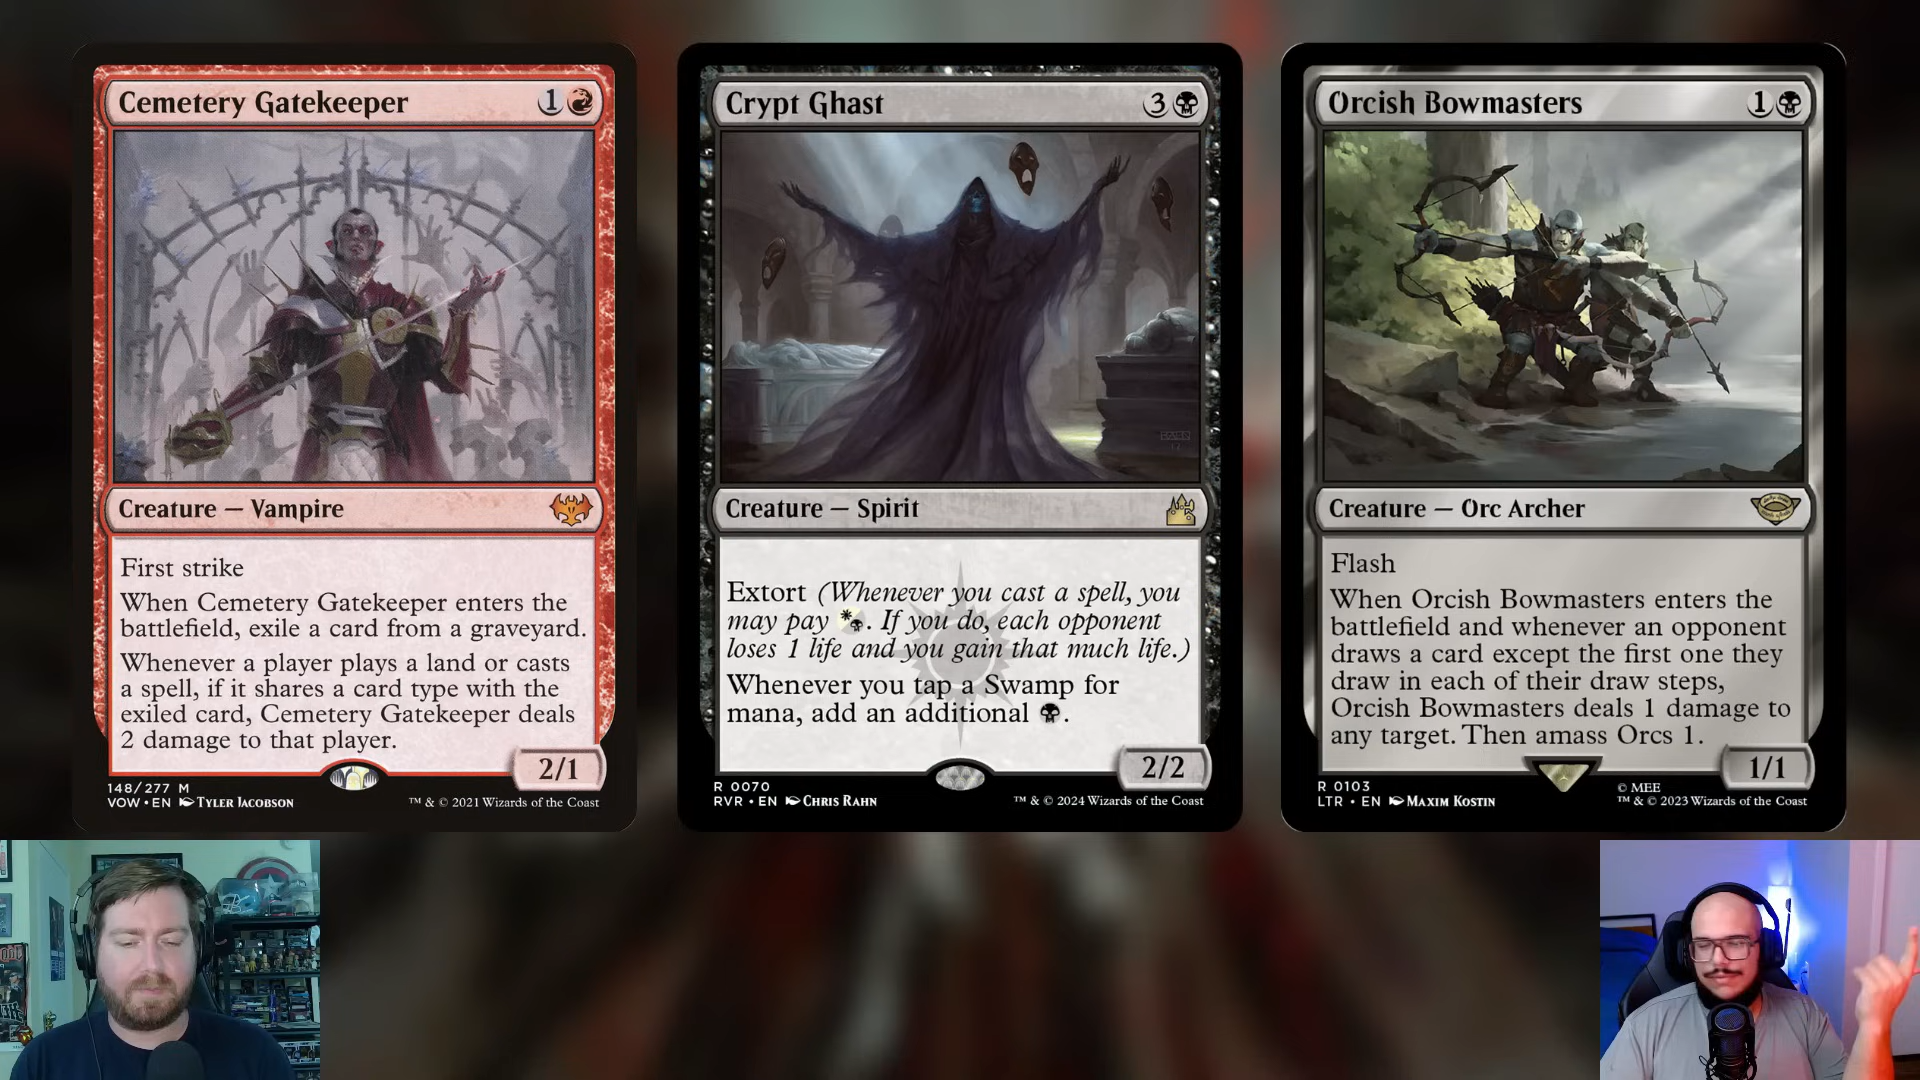 Cemetery Gatekeeper 1
Creature — Vampire
First strike
When Cemetery Gatekeeper enters the
battlefield, exile a card from a graveyard.
Whenever a player plays a land or casts
a spell, if it shares a card type with the
exiled card, Cemetery Gatekeeper deals
2 damage to that player.
2/1
148/277 M
VOW • EN TYLER JACOBSON
™ & © 2021 Wizards of the Coast
Crypt Ghast 3
Creature — Spirit
Extort (Whenever you cast a spell, you
may pay . If you do, each opponent
loses 1 life and you gain that much life.)
Whenever you tap a Swamp for
mana, add an additional .
2/2
R 0070
RVR • EN CHRIS RAHN
™ & © 2024 Wizards of the Coast
Orcish Bowmasters 1
Creature — Orc Archer
Flash
When Orcish Bowmasters enters the
battlefield and whenever an opponent
draws a card except the first one they
draw in each of their draw steps,
Orcish Bowmasters deals 1 damage to
any target. Then amass Orcs 1.
1/1
R 0103
LTR • EN MAXIM KOSTIN
© MEE
™ & © 2023 Wizards of the Coast